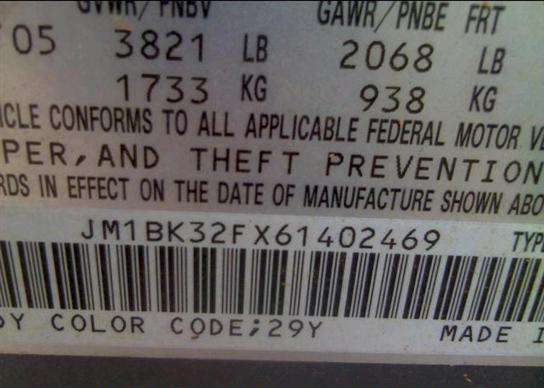 GVWR/PNBV GAWR/PNBE FRT
05 3821 LB 2068 LB
1733 KG 938 KG
ICLE CONFORMS TO ALL APPLICABLE FEDERAL MOTOR VE
PER, AND THEFT PREVENTION
RDS IN EFFECT ON THE DATE OF MANUFACTURE SHOWN ABO
JM1BK32FX61402469 TYPE
DY COLOR CODE;29Y MADE I